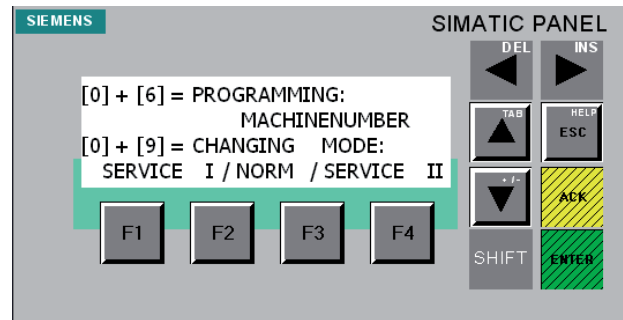 SIEMENS
SIMATIC PANEL
DEL
INS
[0] + [6] = PROGRAMMING:
MACHINENUMBER
[0] + [9] = CHANGING MODE:
SERVICE I / NORM / SERVICE II
TAB
HELP
ESC
+ / -
ACK
F1 F2 F3 F4
SHIFT
ENTER